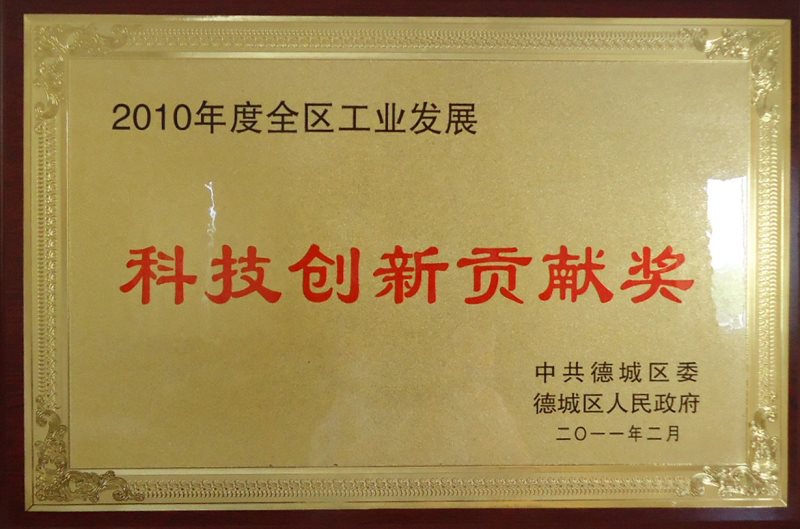 2010年度全区工业发展
科技创新贡献奖
中共德城区委
德城区人民政府
二〇一一年二月